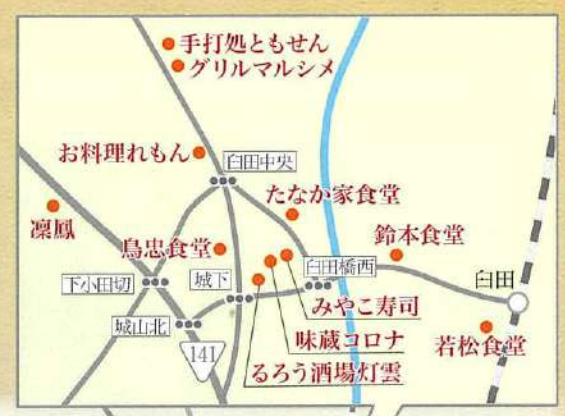 手打処ともせん
グリルマルシメ
お料理れもん
臼田中央
たなか家食堂
凜鳳
鳥忠食堂
鈴木食堂
下小田切
城下
臼田橋西
臼田
城山北
みやこ寿司
味蔵コロナ
141
るろう酒場灯雲
若松食堂